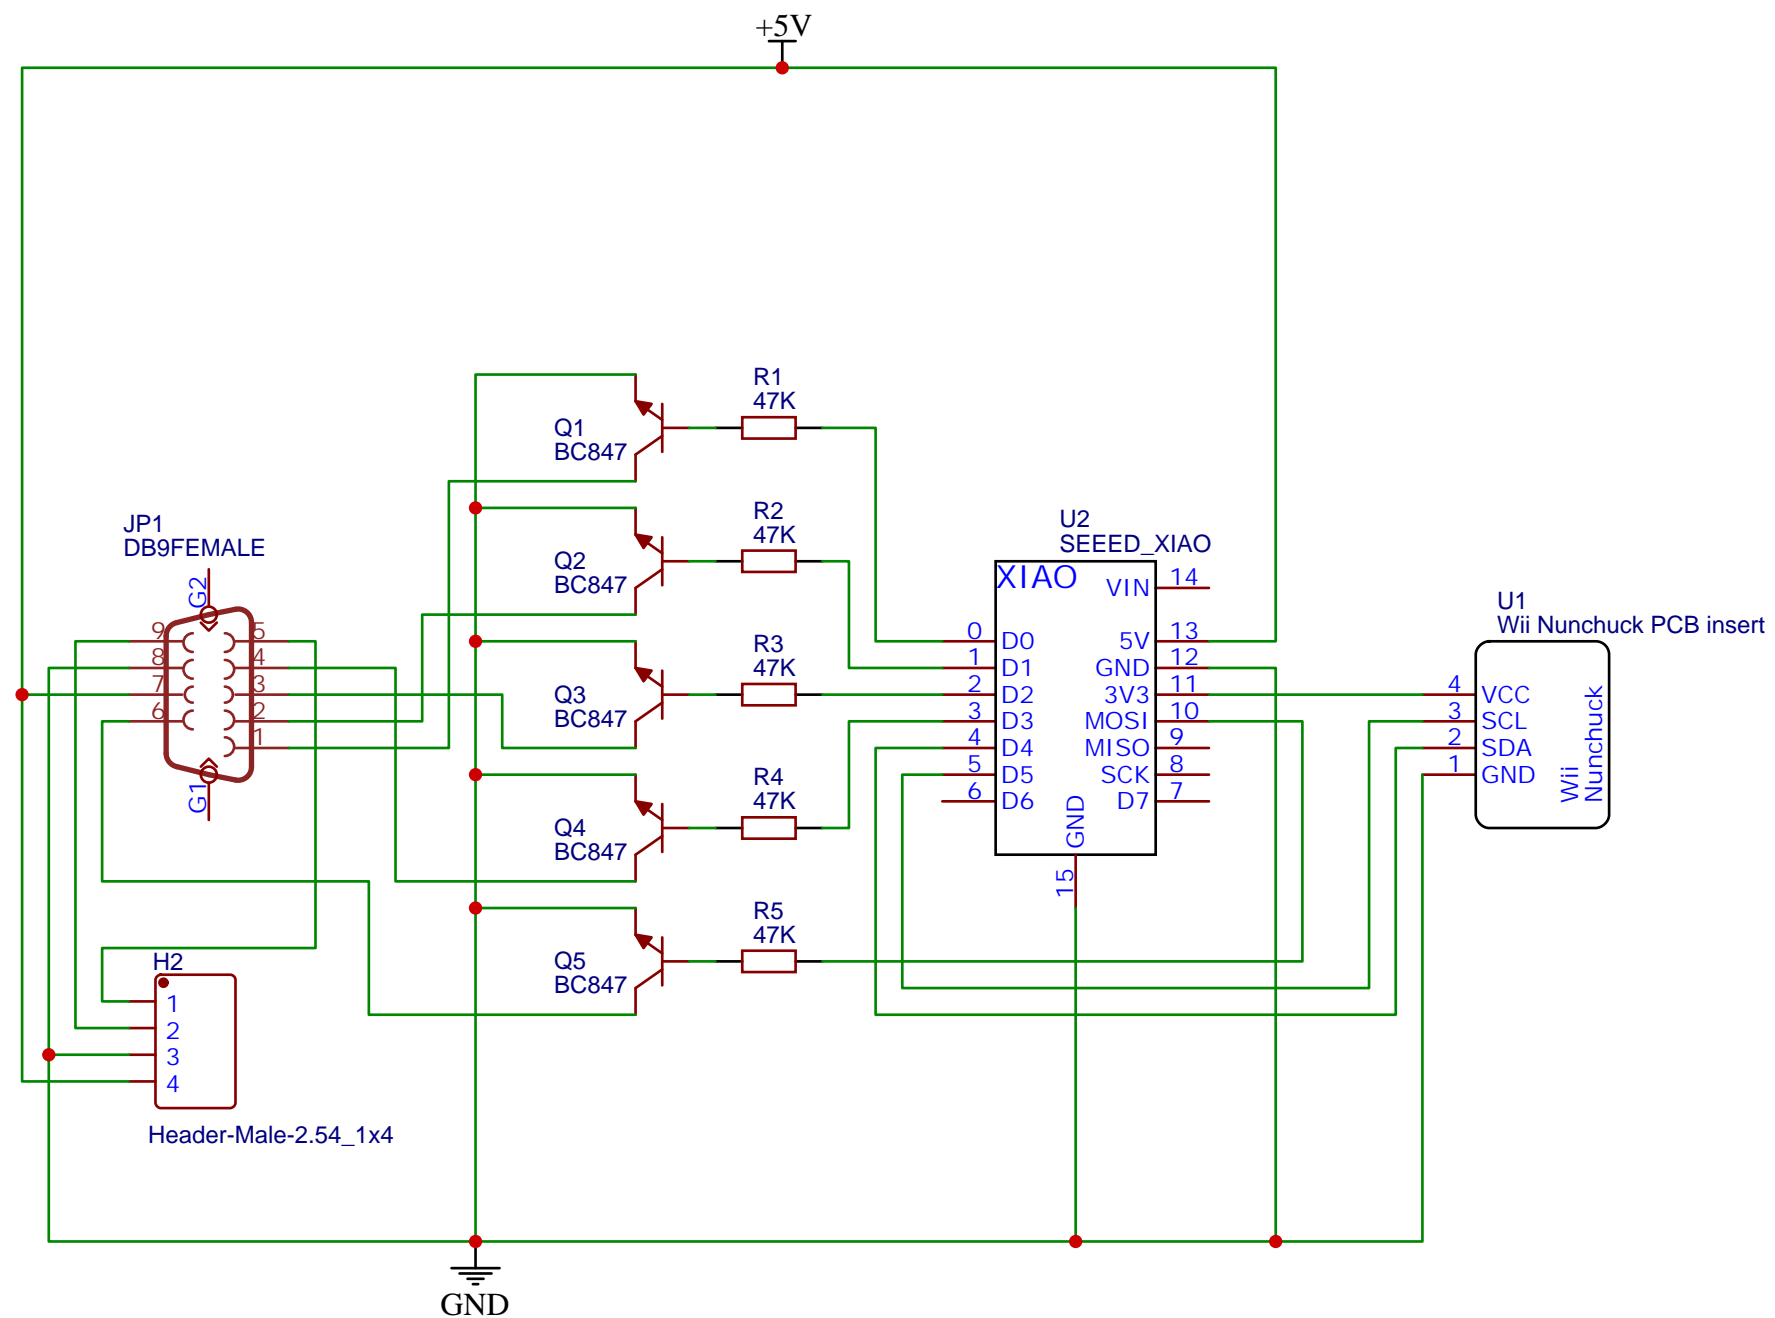 +5V
R1
47K
Q1
BC847
R2
47K
Q2
BC847
R3
47K
Q3
BC847
R4
47K
Q4
BC847
R5
47K
Q5
BC847
JP1
DB9FEMALE
G2
9
8
7
6
5
4
3
2
1
G1
H2
1
2
3
4
Header-Male-2.54_1x4
U2
SEEED_XIAO
XIAO
VIN 14
0 D0
1 D1
2 D2
3 D3
4 D4
5 D5
6 D6
5V 13
GND 12
3V3 11
MOSI 10
MISO 9
SCK 8
D7 7
GND
15
U1
Wii Nunchuck PCB insert
4 VCC
3 SCL
2 SDA
1 GND
Wii
Nunchuck
GND